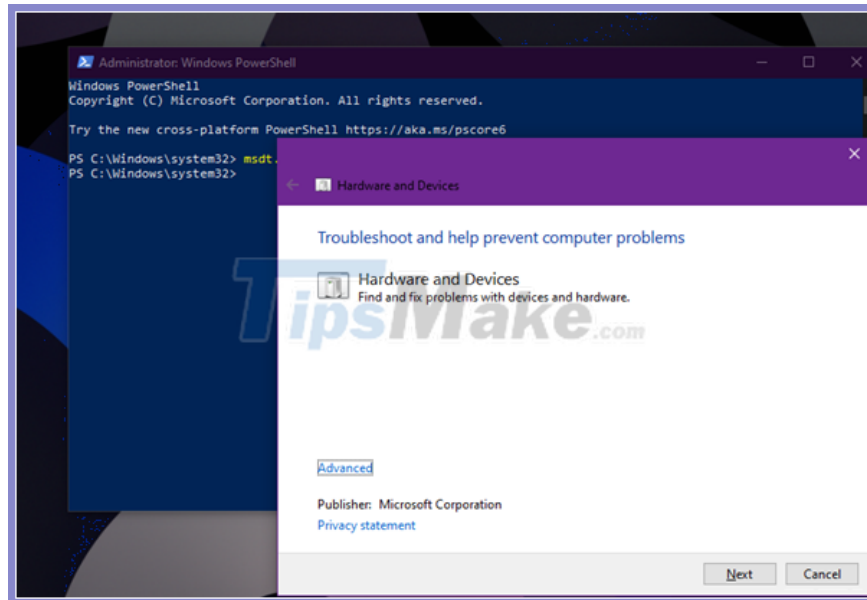 Administrator: Windows PowerShell
Windows PowerShell
Copyright (C) Microsoft Corporation. All rights reserved.
Try the new cross-platform PowerShell https://aka.ms/pscore6
PS C:\Windows\system32> msdt.
PS C:\Windows\system32>
Hardware and Devices
Troubleshoot and help prevent computer problems
Hardware and Devices
Find and fix problems with devices and hardware.
TipsMake.com
Advanced
Publisher: Microsoft Corporation
Privacy statement
Next Cancel